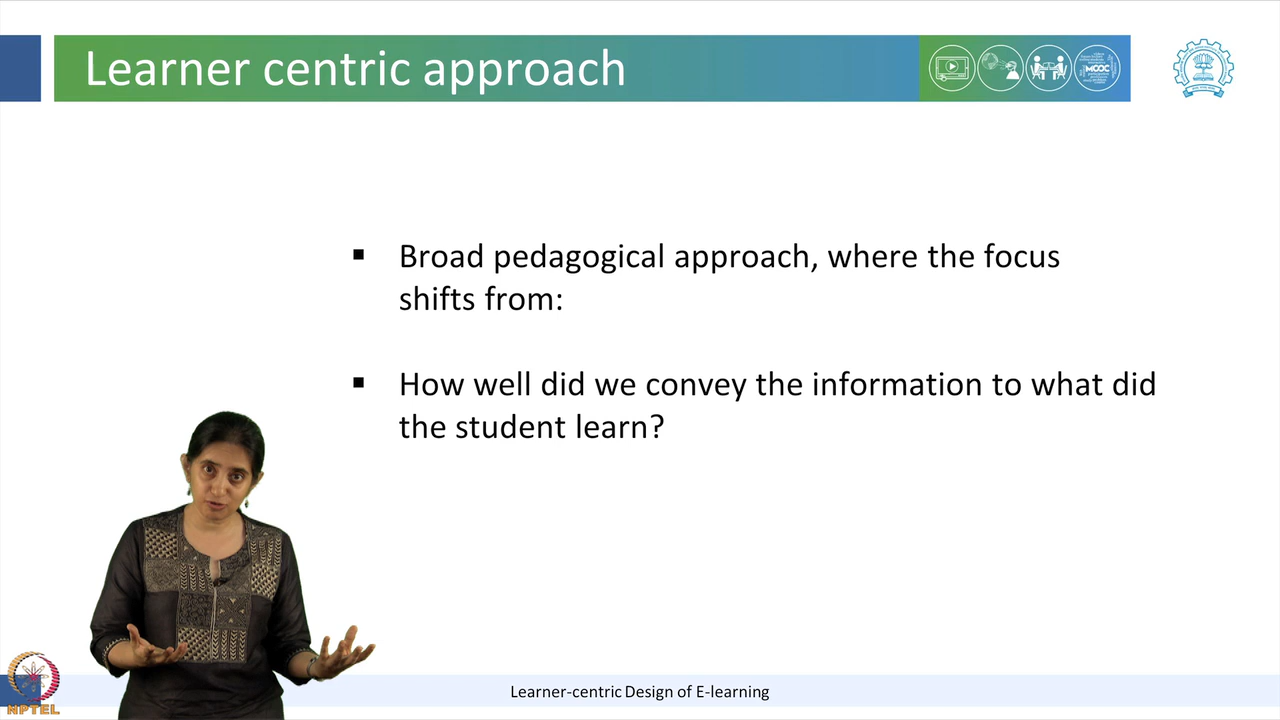 Learner centric approach
MOOC
Broad pedagogical approach, where the focus
shifts from:
How well did we convey the information to what did
the student learn?
Learner-centric Design of E-learning
NPTEL